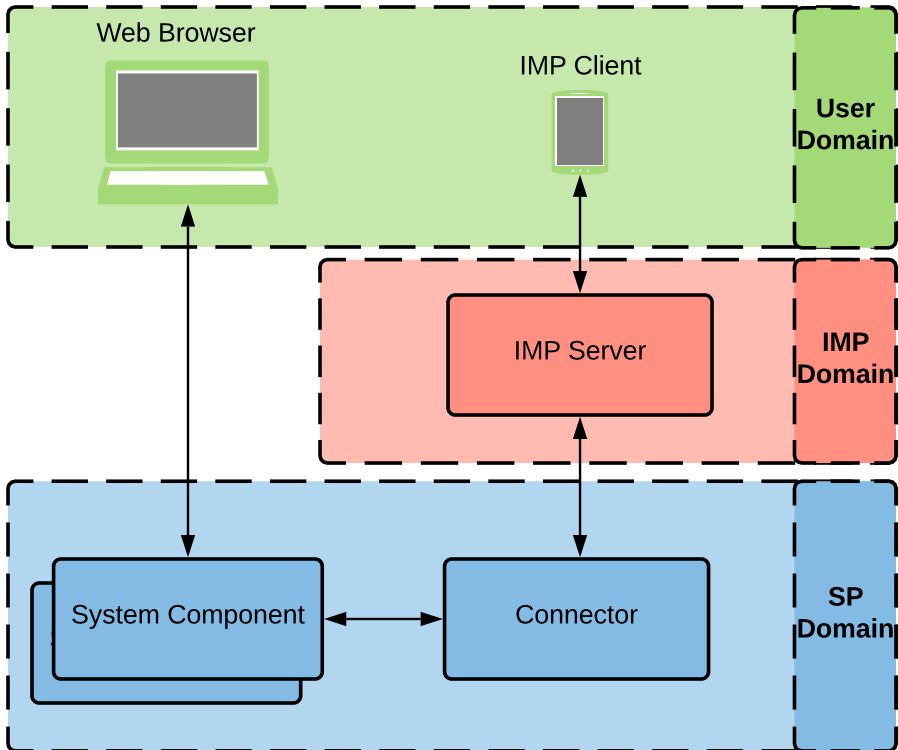 Web Browser
IMP Client
User
Domain
IMP Server
IMP
Domain
System Component
Connector
SP
Domain